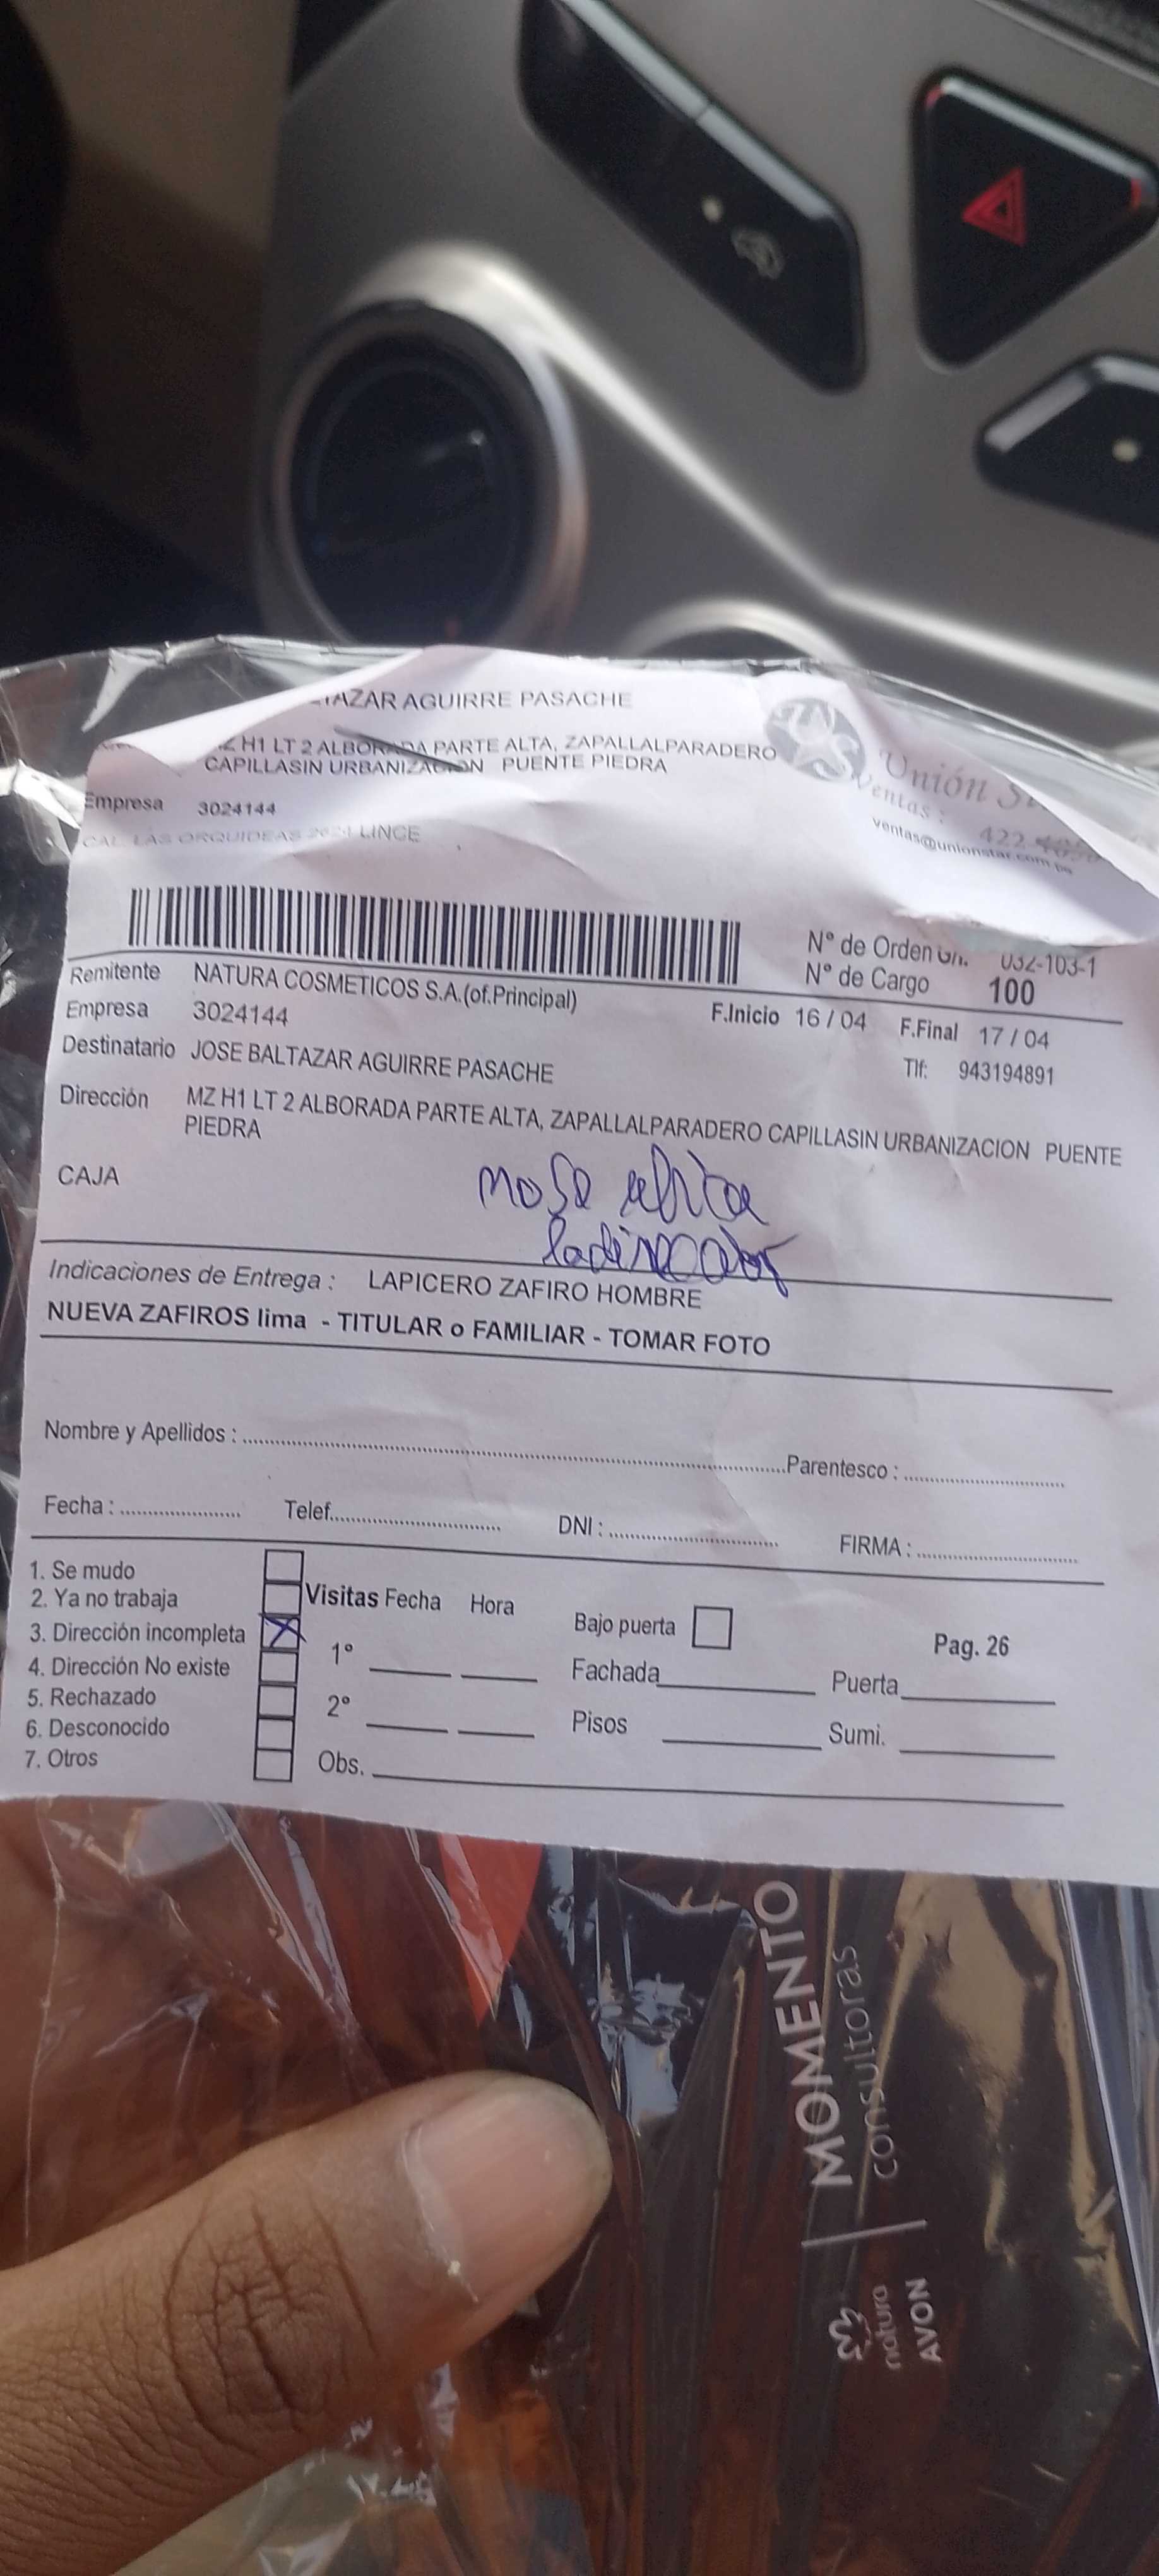 AZAR AGUIRRE PASACHE
MZ H1 LT 2 ALBORADA PARTE ALTA, ZAPALLALPARADERO
CAPILLASIN URBANIZACION PUENTE PIEDRA
Empresa 3024144
CAL. LAS ORQUIDEAS LINCE
Unión
Ventas :
422
ventas@unionstar.com.pe
N° de Orden 032-103-1
N° de Cargo 100
Remitente NATURA COSMETICOS S.A.(of.Principal)
F.Inicio 16 / 04 F.Final 17 / 04
Empresa 3024144
Tlf: 943194891
Destinatario JOSE BALTAZAR AGUIRRE PASACHE
Dirección MZ H1 LT 2 ALBORADA PARTE ALTA, ZAPALLALPARADERO CAPILLASIN URBANIZACION PUENTE
PIEDRA
CAJA
Indicaciones de Entrega : LAPICERO ZAFIRO HOMBRE
NUEVA ZAFIROS lima - TITULAR o FAMILIAR - TOMAR FOTO
Nombre y Apellidos : Parentesco :
Fecha : Telef. DNI : FIRMA :
1. Se mudo
2. Ya no trabaja
3. Dirección incompleta X
4. Dirección No existe
5. Rechazado
6. Desconocido
7. Otros
Visitas Fecha Hora
1°
2°
Obs.
Bajo puerta
Fachada Puerta
Pisos Sumi.
Pag. 26
MOMENTO
consultoras
natura
AVON